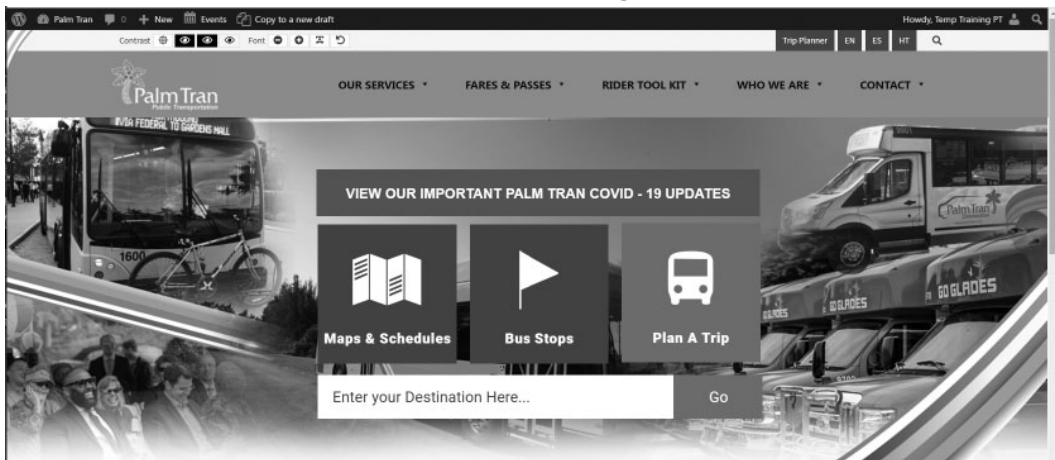 Palm Tran 0 + New Events Copy to a new draft Howdy, Temp Training PT
Contrast Font Trip Planner EN ES HT
Palm Tran
Public Transportation
OUR SERVICES FARES & PASSES RIDER TOOL KIT WHO WE ARE CONTACT
VIA FEDERAL TO GARDENS MALL
1600
VIEW OUR IMPORTANT PALM TRAN COVID - 19 UPDATES
Palm Tran
GO GLADES
GO GLADES
Maps & Schedules Bus Stops Plan A Trip
Enter your Destination Here... Go